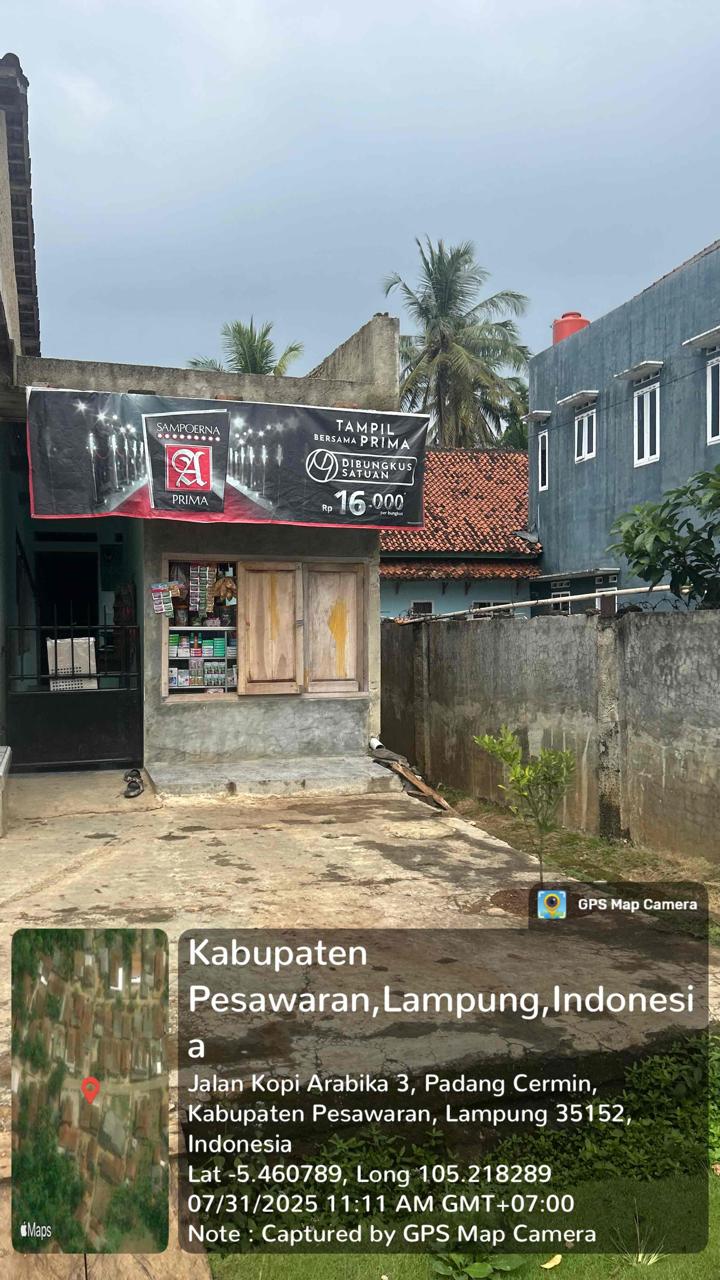 SAMPOERNA
A
PRIMA
TAMPIL
BERSAMA PRIMA
DIBUNGKUS
SATUAN
Rp 16.000
per bungkus
GPS Map Camera
Kabupaten
Pesawaran,Lampung,Indonesi
a
Jalan Kopi Arabika 3, Padang Cermin,
Kabupaten Pesawaran, Lampung 35152,
Indonesia
Lat -5.460789, Long 105.218289
07/31/2025 11:11 AM GMT+07:00
Note : Captured by GPS Map Camera
Maps